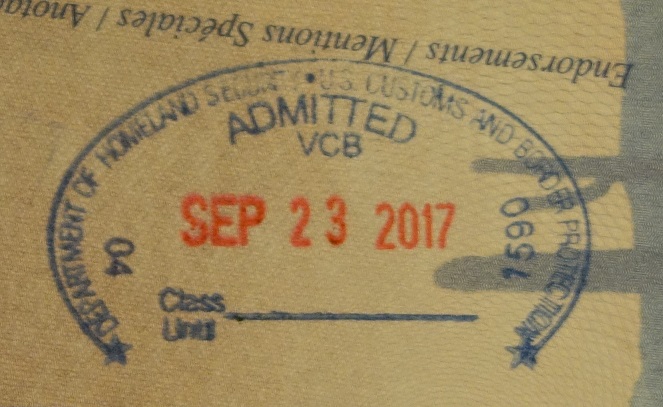 Endorsements / Mentions Spéciales / Anota
DEPARTMENT OF HOMELAND SECURITY • U.S. CUSTOMS AND BORDER PROTECTION
ADMITTED
VCB
SEP 23 2017
04
1590
Class
Until